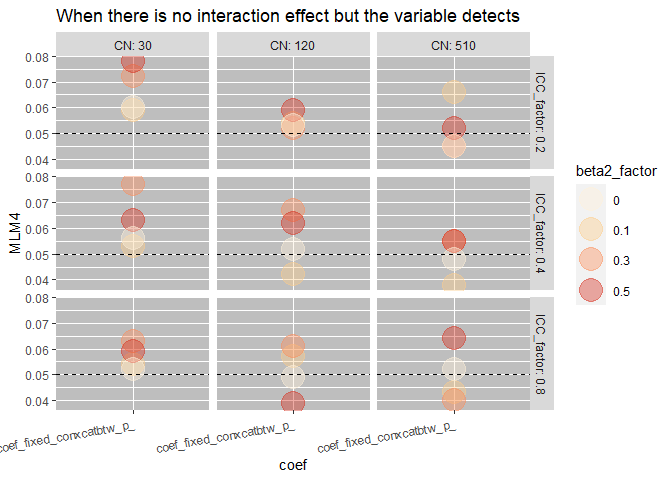 When there is no interaction effect but the variable detects
CN: 30
CN: 120
CN: 510
0.08
0.07
0.06
0.05
0.04
ICC_factor: 0.2
0.08
0.07
0.06
0.05
0.04
ICC_factor: 0.4
0.08
0.07
0.06
0.05
0.04
ICC_factor: 0.8
MLM4
coef_fixed_conxcatbtw_p_
coef_fixed_conxcatbtw_p_
coef_fixed_conxcatbtw_p_
coef
beta2_factor
0
0.1
0.3
0.5